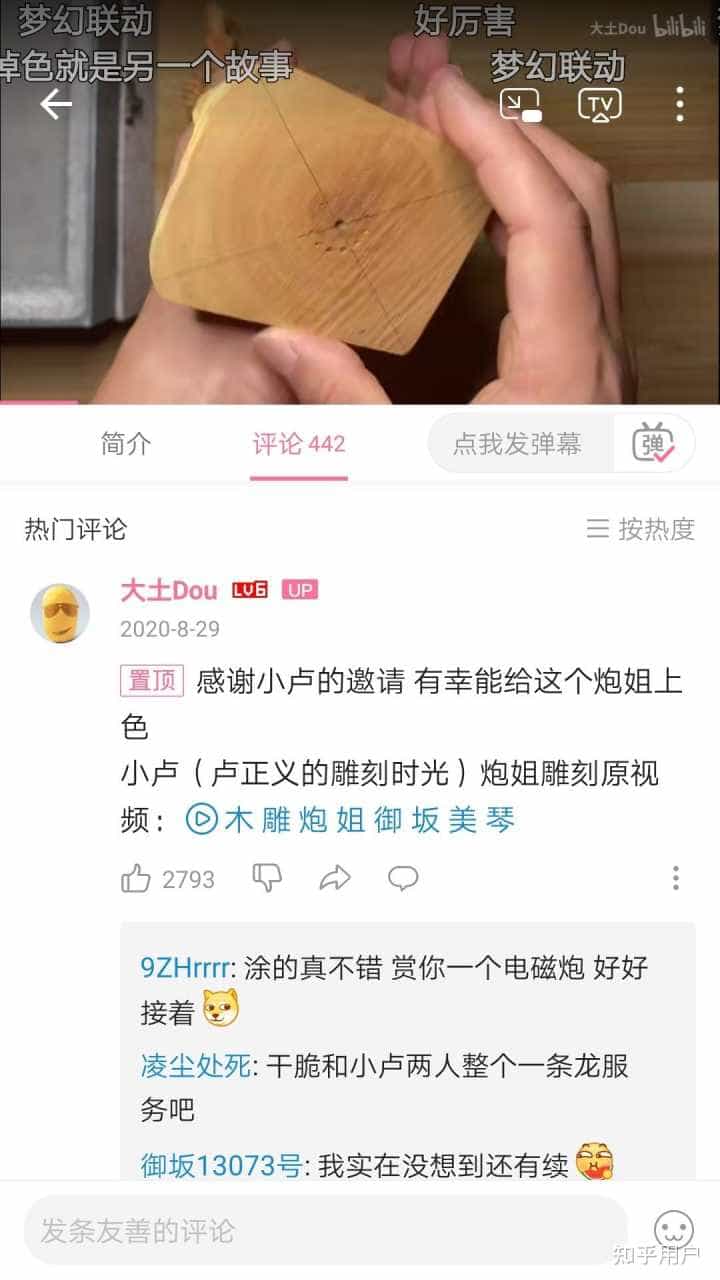 梦幻联动
好厉害
大土Dou bilibili
掉色就是另一个故事
梦幻联动
TV
简介
评论 442
点我发弹幕
弹
热门评论
按热度
大土Dou LV6 UP
2020-8-29
置顶 感谢小卢的邀请 有幸能给这个炮姐上
色
小卢（卢正义的雕刻时光）炮姐雕刻原视
频：木雕炮姐御坂美琴
2793
9ZHrrrr: 涂的真不错 赏你一个电磁炮 好好
接着
凌尘处死: 干脆和小卢两人整个一条龙服
务吧
御坂13073号: 我实在没想到还有续
发条友善的评论
知乎用户